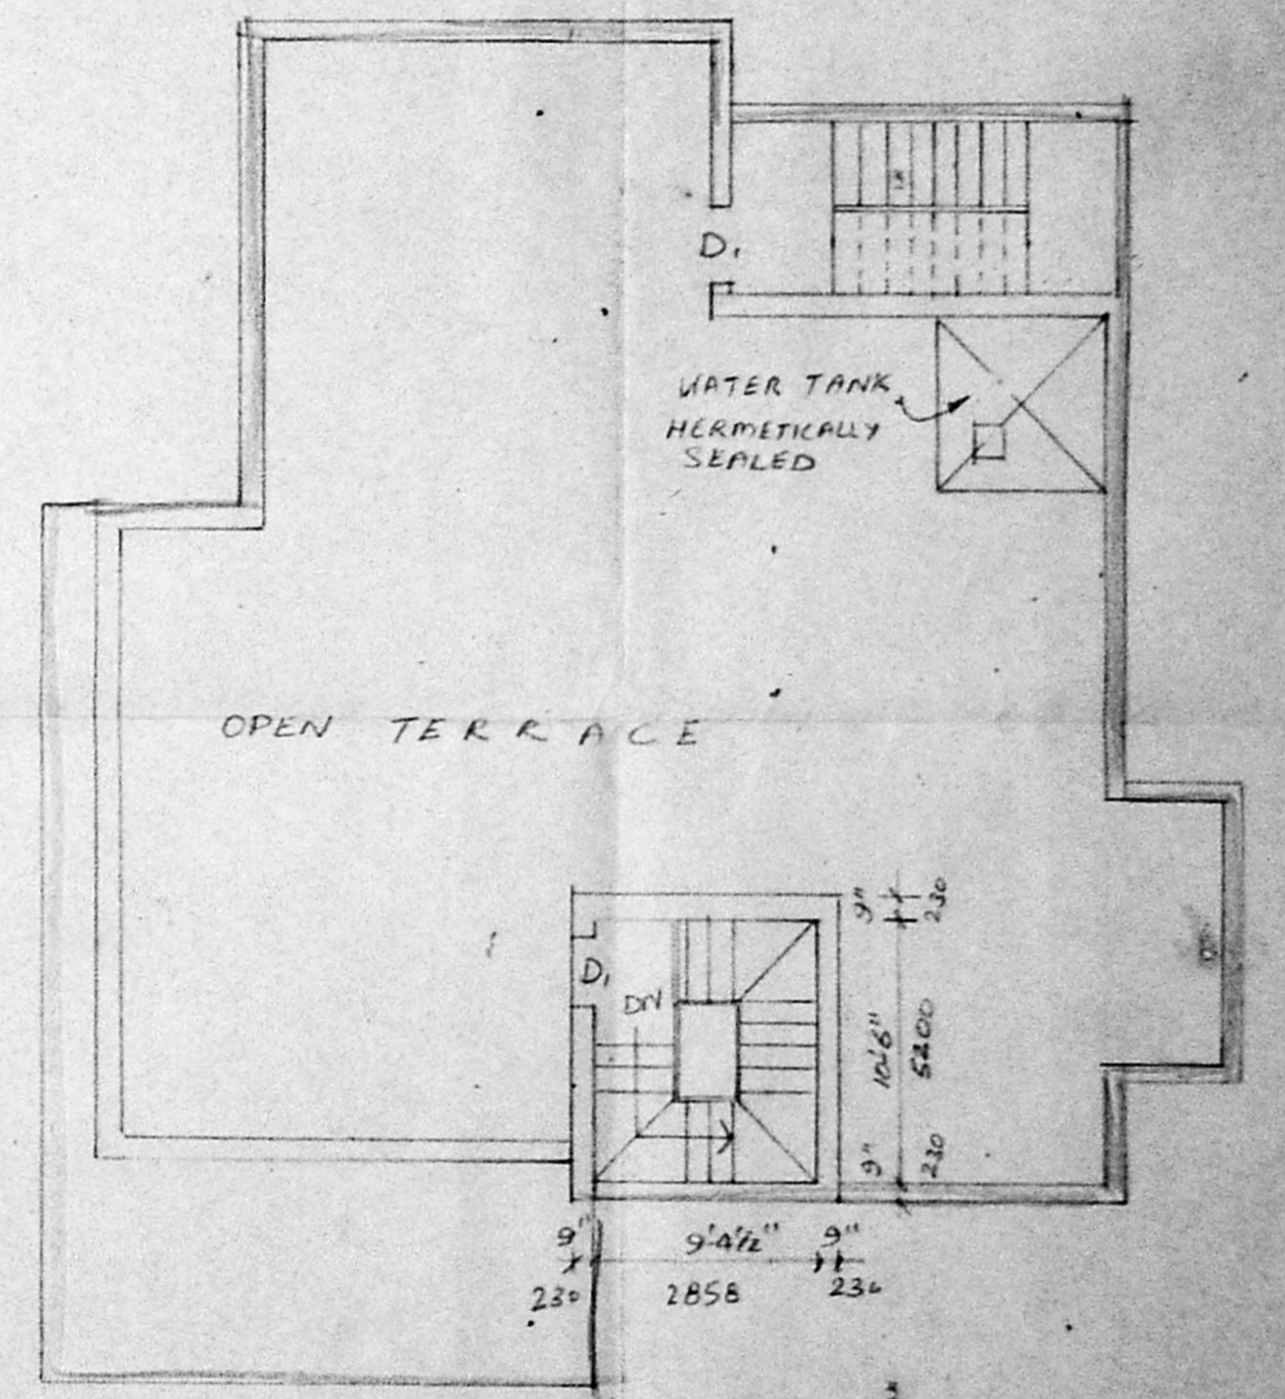 D1
WATER TANK
HERMETICALLY
SEALED
OPEN TERRACE
9" 230
D1
DN
10'6" 5200
9" 230
9" 9'4½" 9"
230 2858 230